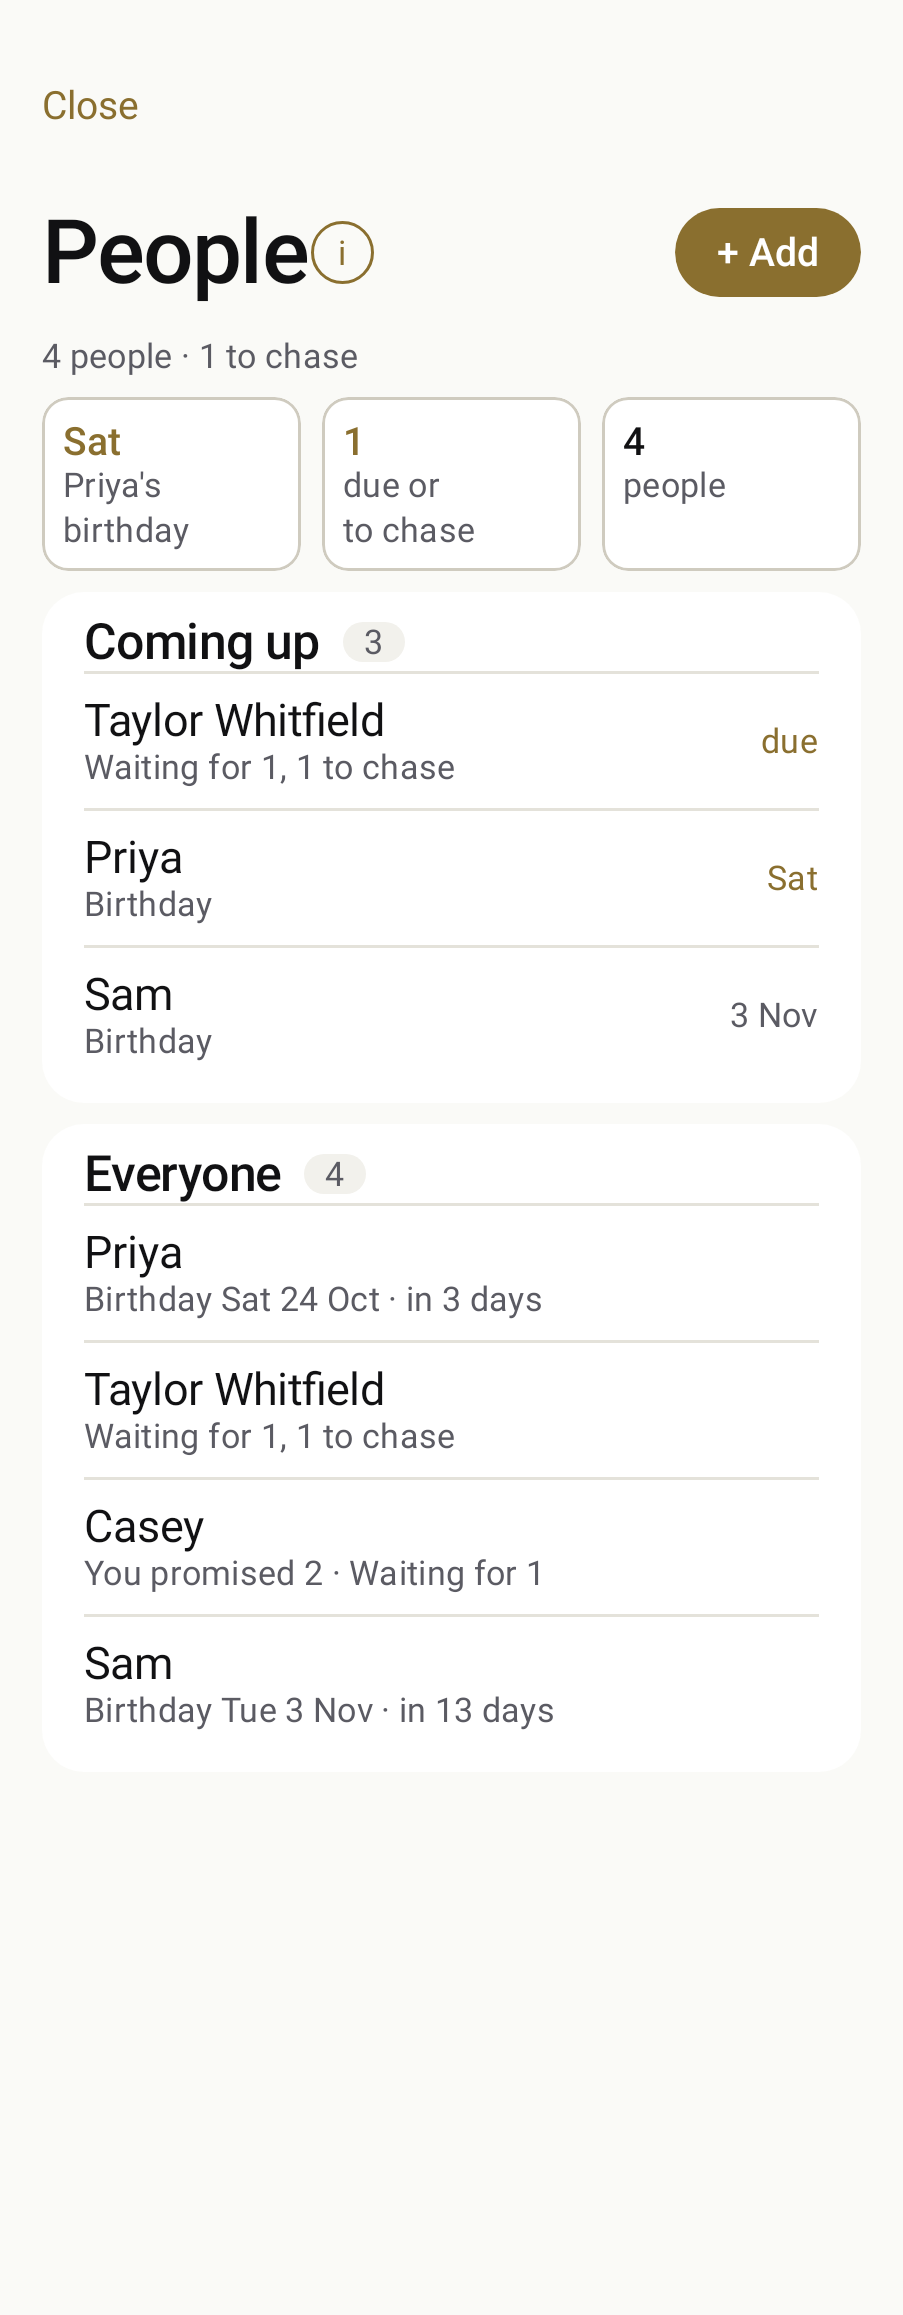 Close
People i
+ Add
4 people · 1 to chase
Sat
Priya's
birthday
1
due or
to chase
4
people
Coming up 3
Taylor Whitfield
Waiting for 1, 1 to chase
due
Priya
Birthday
Sat
Sam
Birthday
3 Nov
Everyone 4
Priya
Birthday Sat 24 Oct · in 3 days
Taylor Whitfield
Waiting for 1, 1 to chase
Casey
You promised 2 · Waiting for 1
Sam
Birthday Tue 3 Nov · in 13 days